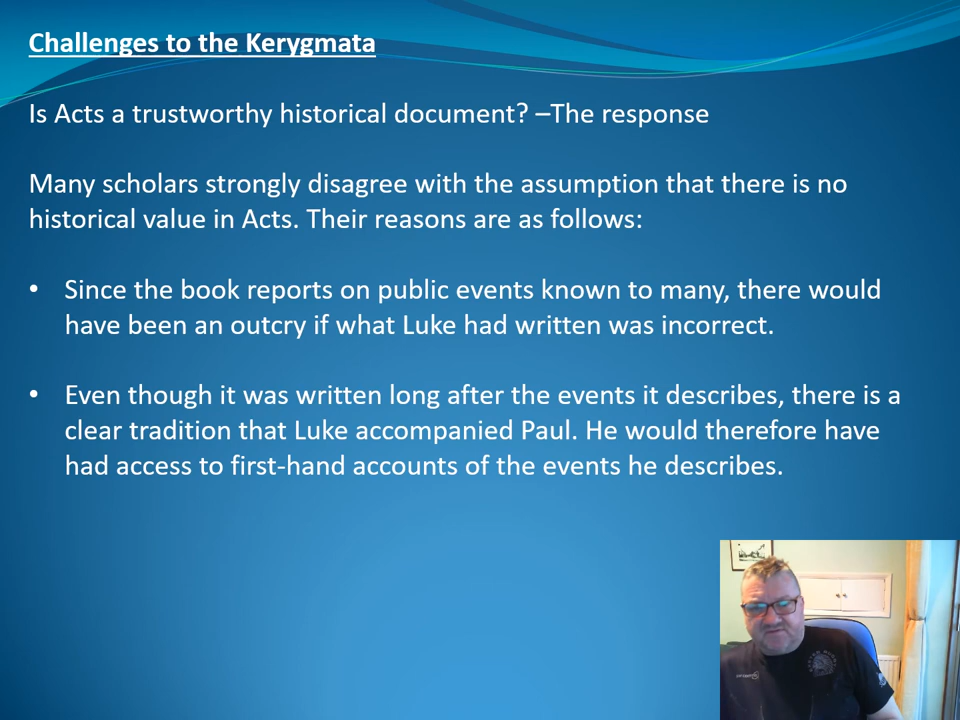 Challenges to the Kerygmata
Is Acts a trustworthy historical document? –The response
Many scholars strongly disagree with the assumption that there is no
historical value in Acts. Their reasons are as follows:
• Since the book reports on public events known to many, there would
have been an outcry if what Luke had written was incorrect.
• Even though it was written long after the events it describes, there is a
clear tradition that Luke accompanied Paul. He would therefore have
had access to first-hand accounts of the events he describes.